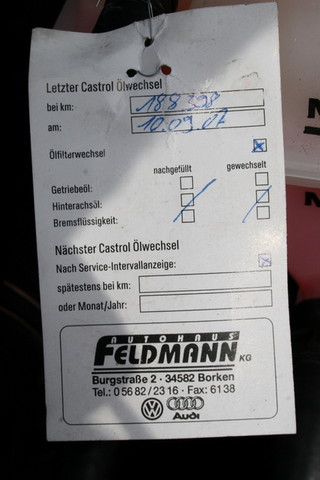 Letzter Castrol Ölwechsel
bei km: 188398
am: 10.09.07
Ölfilterwechsel
nachgefüllt gewechselt
Getriebeöl:
Hinterachsöl:
Bremsflüssigkeit:
Nächster Castrol Ölwechsel
Nach Service-Intervallanzeige:
spätestens bei km:
oder Monat/Jahr:
AUTOHAUS
FELDMANN KG
Burgstraße 2 · 34582 Borken
Tel.: 0 56 82 / 23 16 · Fax: 61 38
Audi